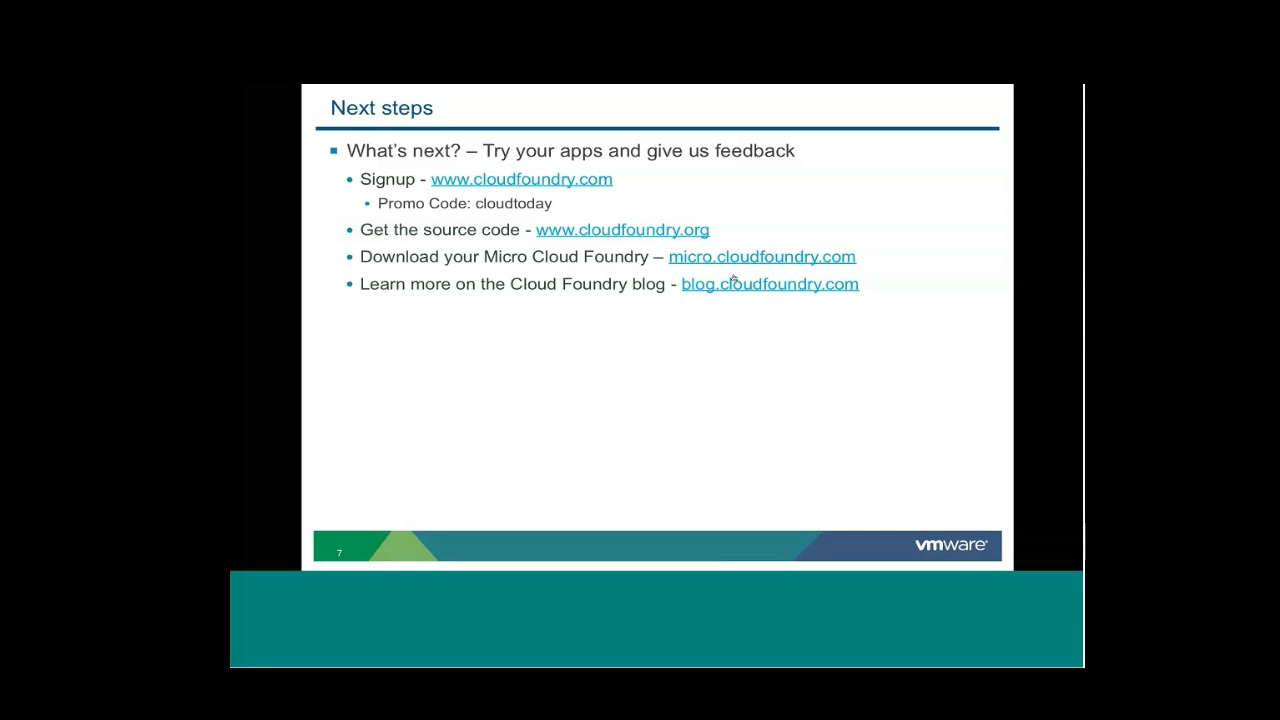 Next steps
What's next? – Try your apps and give us feedback
Signup - www.cloudfoundry.com
Promo Code: cloudtoday
Get the source code - www.cloudfoundry.org
Download your Micro Cloud Foundry – micro.cloudfoundry.com
Learn more on the Cloud Foundry blog - blog.cloudfoundry.com
7
vmware®